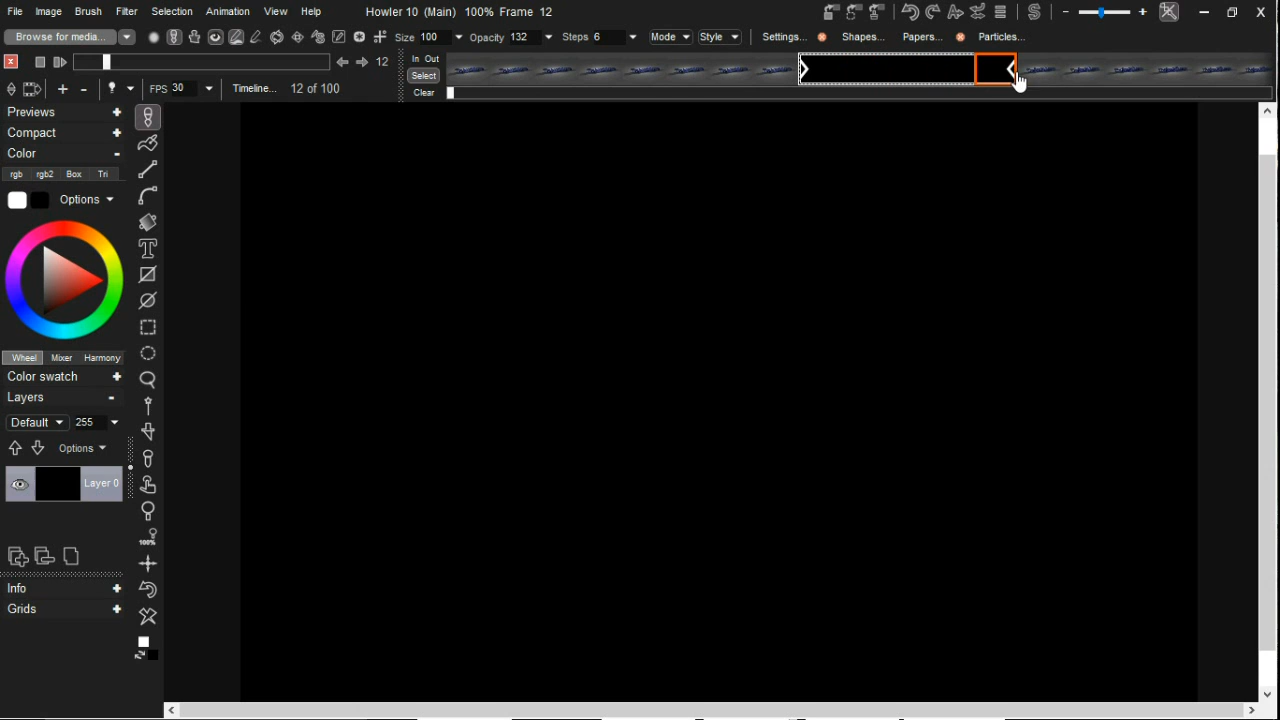 File Image Brush Filter Selection Animation View Help Howler 10 (Main) 100% Frame 12
Browse for media... Size 100 Opacity 132 Steps 6 Mode Style Settings... Shapes... Papers... Particles...
12 In Out
Select
Clear
FPS 30 Timeline: 12 of 100
Previews +
Compact +
Color -
rgb rgb2 Box Tri
Options
Wheel Mixer Harmony
Color swatch +
Layers -
Default 255
Options
Layer 0
100%
Info +
Grids +